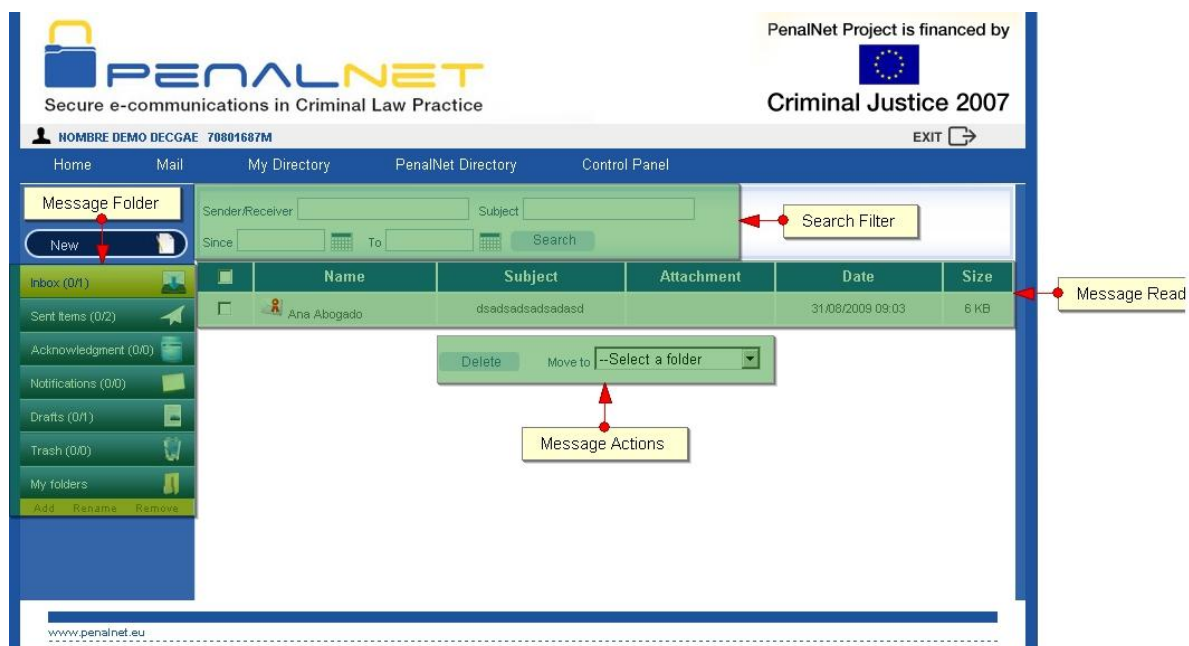 PenalNet Project is financed by
PENALNET
Secure e-communications in Criminal Law Practice
Criminal Justice 2007
NOMBRE DEMO DECGAE 70801687M
EXIT
Home Mail My Directory PenalNet Directory Control Panel
Message Folder
Sender/Receiver Subject
Search Filter
New
Since To Search
Inbox (0/1)
Name Subject Attachment Date Size
Message Read
Sent Items (0/2)
Ana Abogado dsadsadsadsadasd 31/08/2009 09:03 6 KB
Acknowledgment (0/0)
Delete Move to --Select a folder
Notifications (0/0)
Drafts (0/1)
Message Actions
Trash (0/0)
My folders
Add Rename Remove
www.penalnet.eu